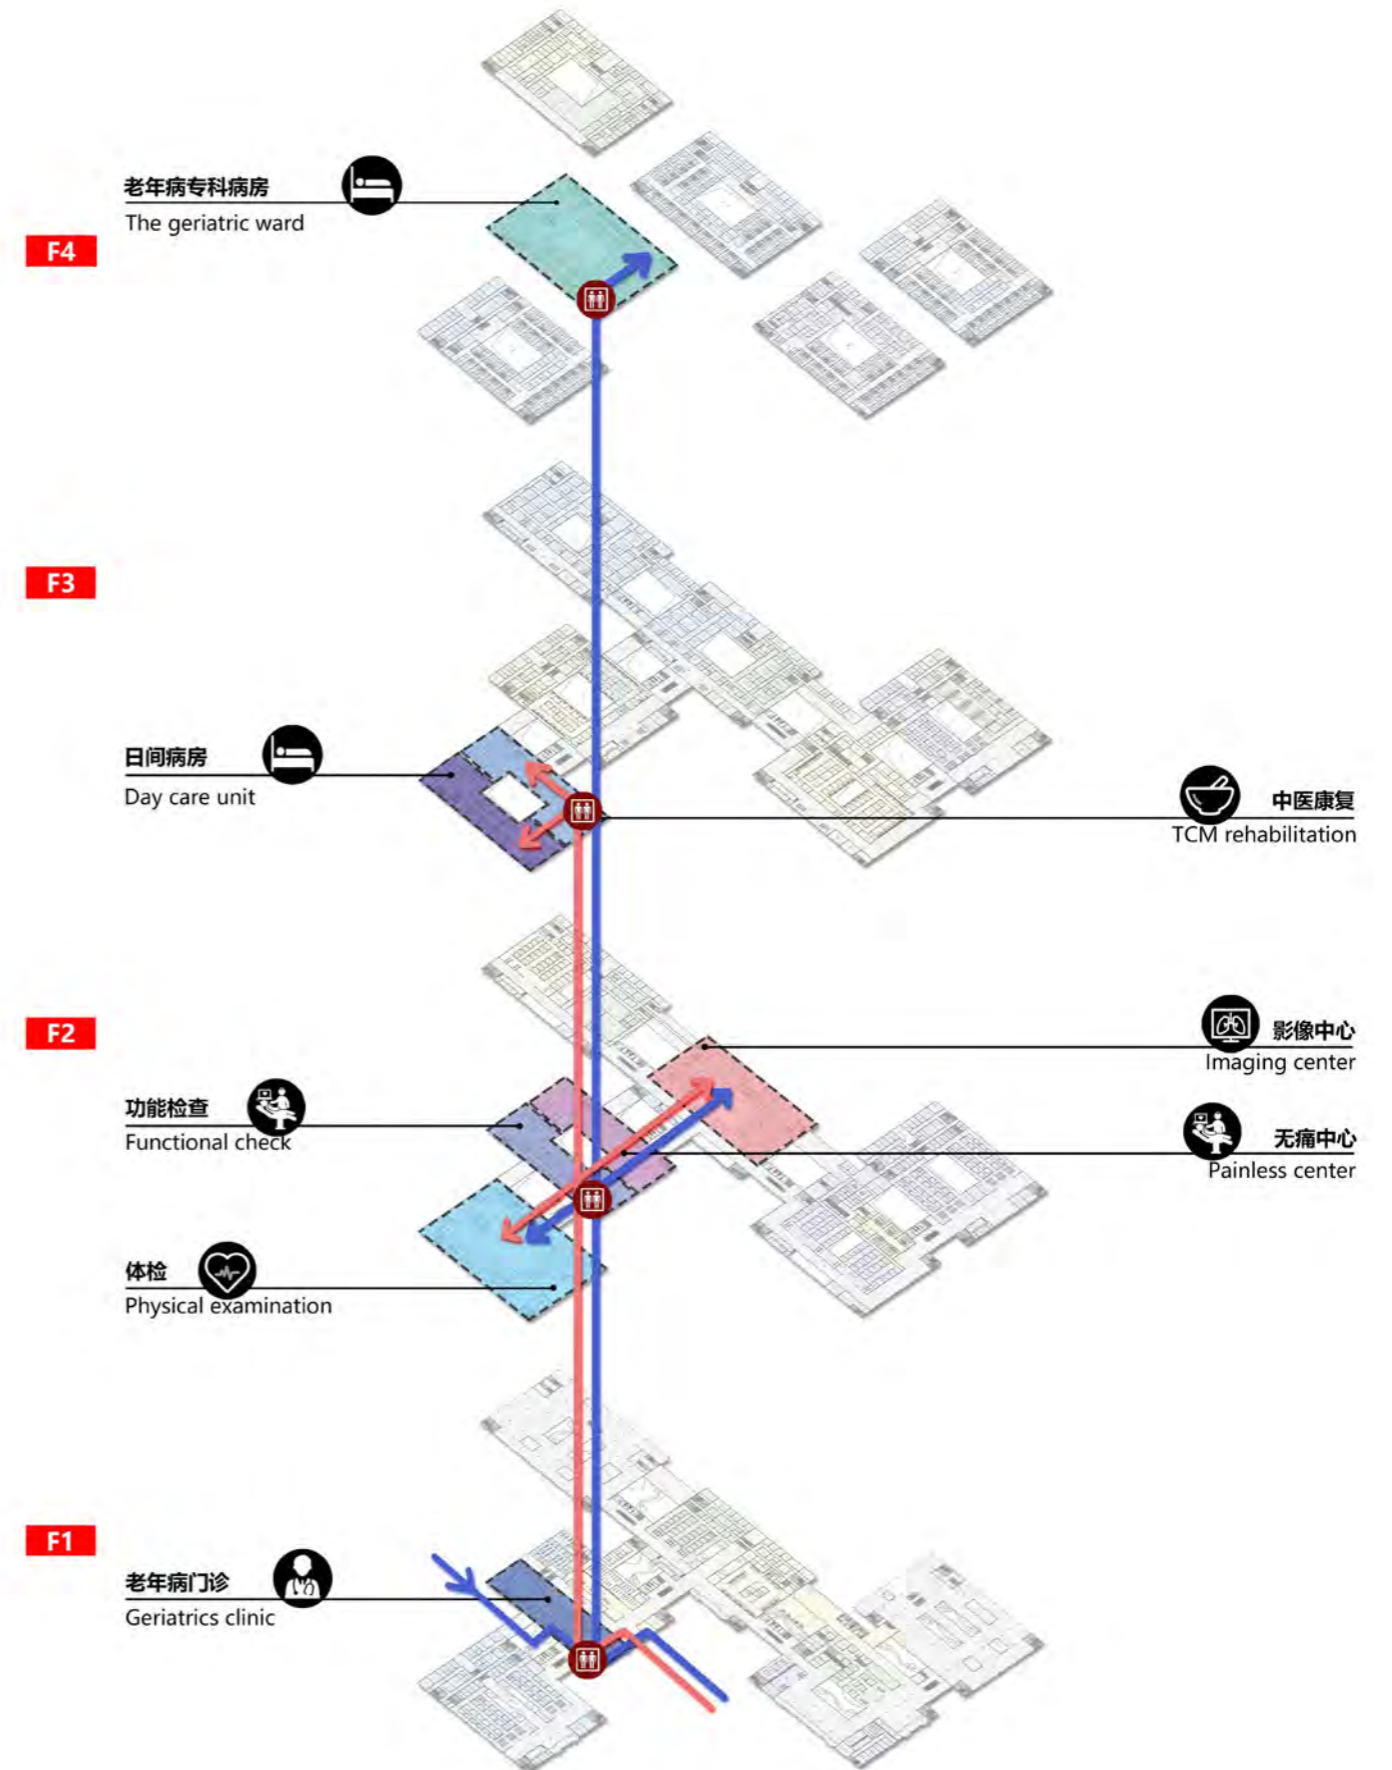 老年病专科病房
The geriatric ward
F4
F3
日间病房
Day care unit
中医康复
TCM rehabilitation
F2
影像中心
Imaging center
功能检查
Functional check
无痛中心
Painless center
体检
Physical examination
F1
老年病门诊
Geriatrics clinic